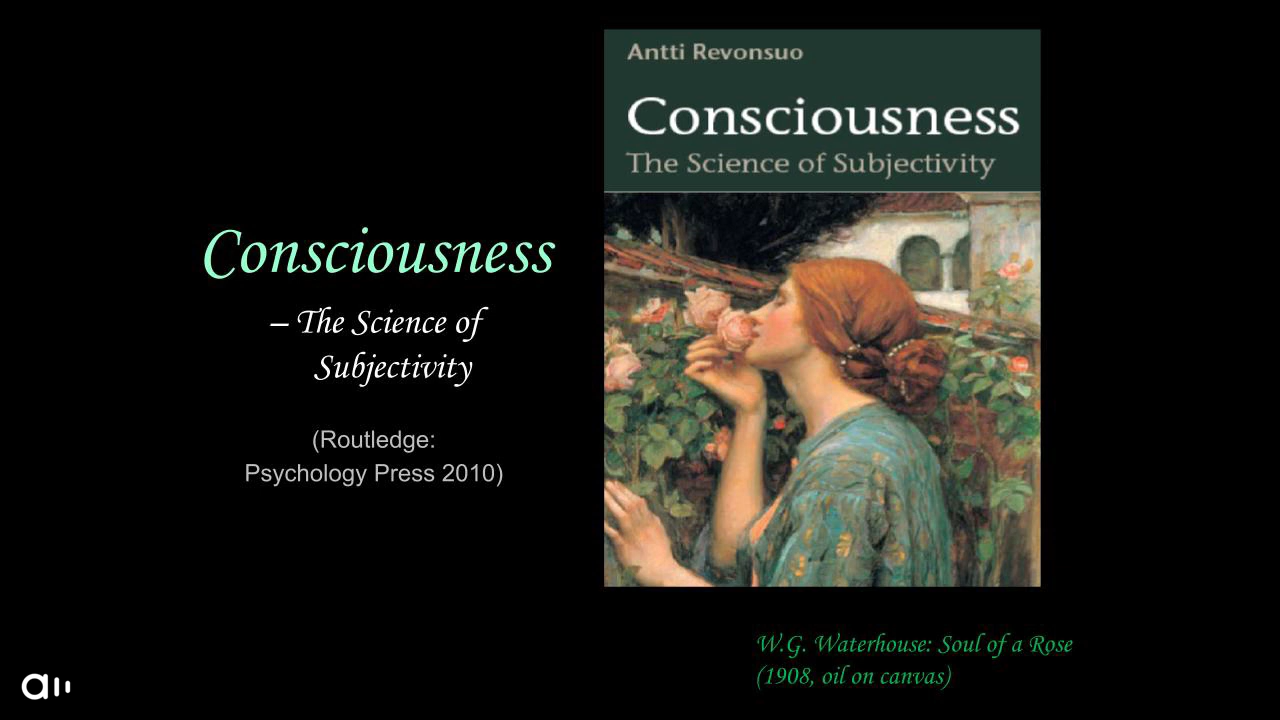 Consciousness
– The Science of
Subjectivity
(Routledge:
Psychology Press 2010)
Antti Revonsuo
Consciousness
The Science of Subjectivity
W.G. Waterhouse: Soul of a Rose
(1908, oil on canvas)